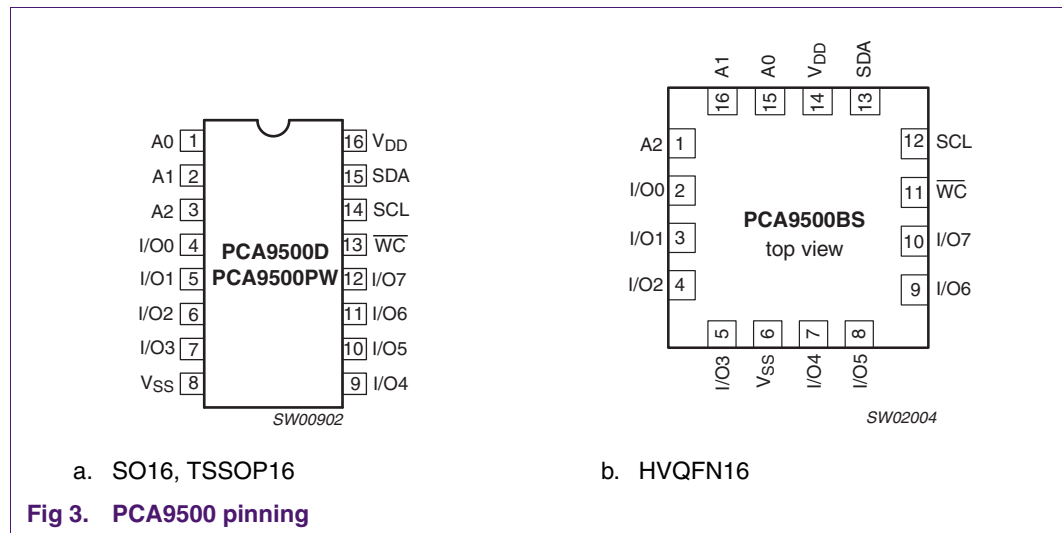 A0 1 16 VDD
A1 2 15 SDA
A2 3 14 SCL
I/O0 4 13 WC
I/O1 5 12 I/O7
I/O2 6 11 I/O6
I/O3 7 10 I/O5
VSS 8 9 I/O4
PCA9500D
PCA9500PW
SW00902
a. SO16, TSSOP16
A1 A0 VDD SDA
16 15 14 13
A2 1 12 SCL
I/O0 2 11 WC
I/O1 3 10 I/O7
I/O2 4 9 I/O6
PCA9500BS
top view
5 6 7 8
I/O3 VSS I/O4 I/O5
SW02004
b. HVQFN16
Fig 3. PCA9500 pinning